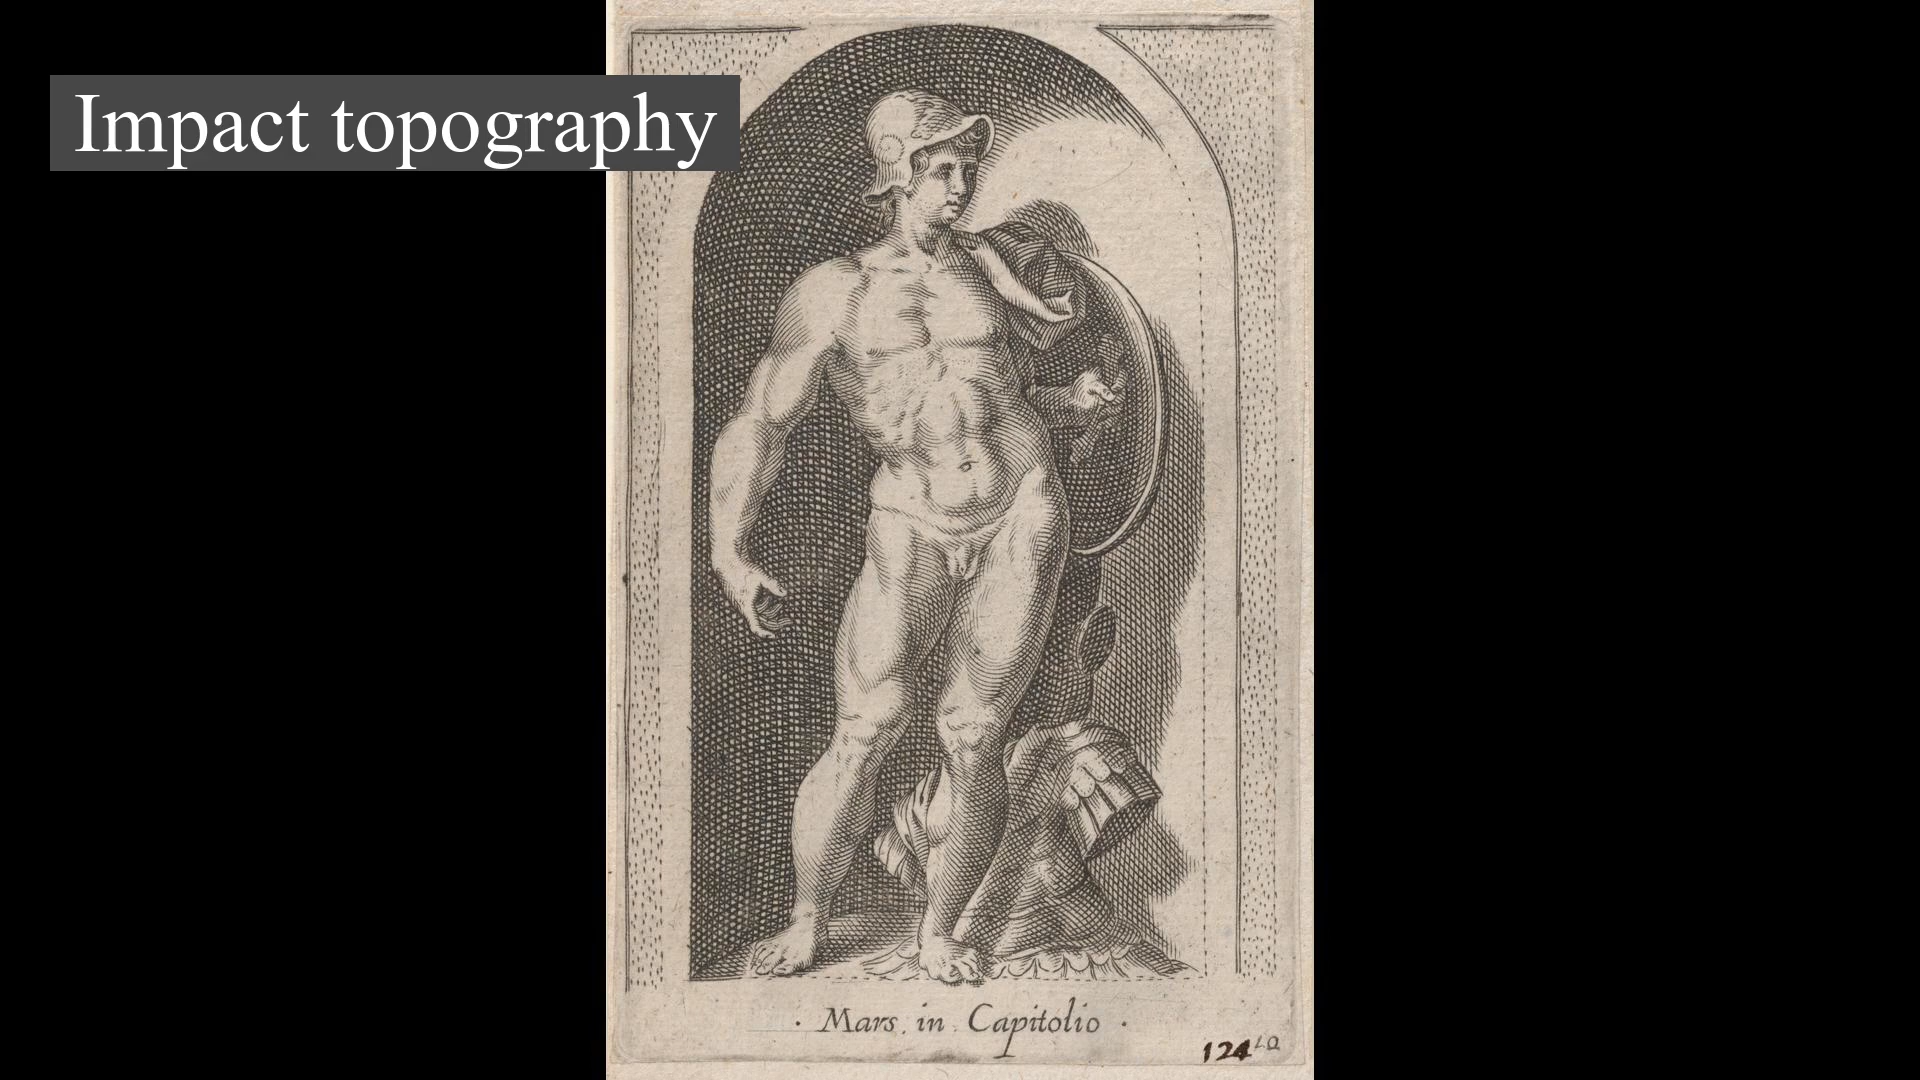 Impact topography
· Mars. in. Capitolio ·
124